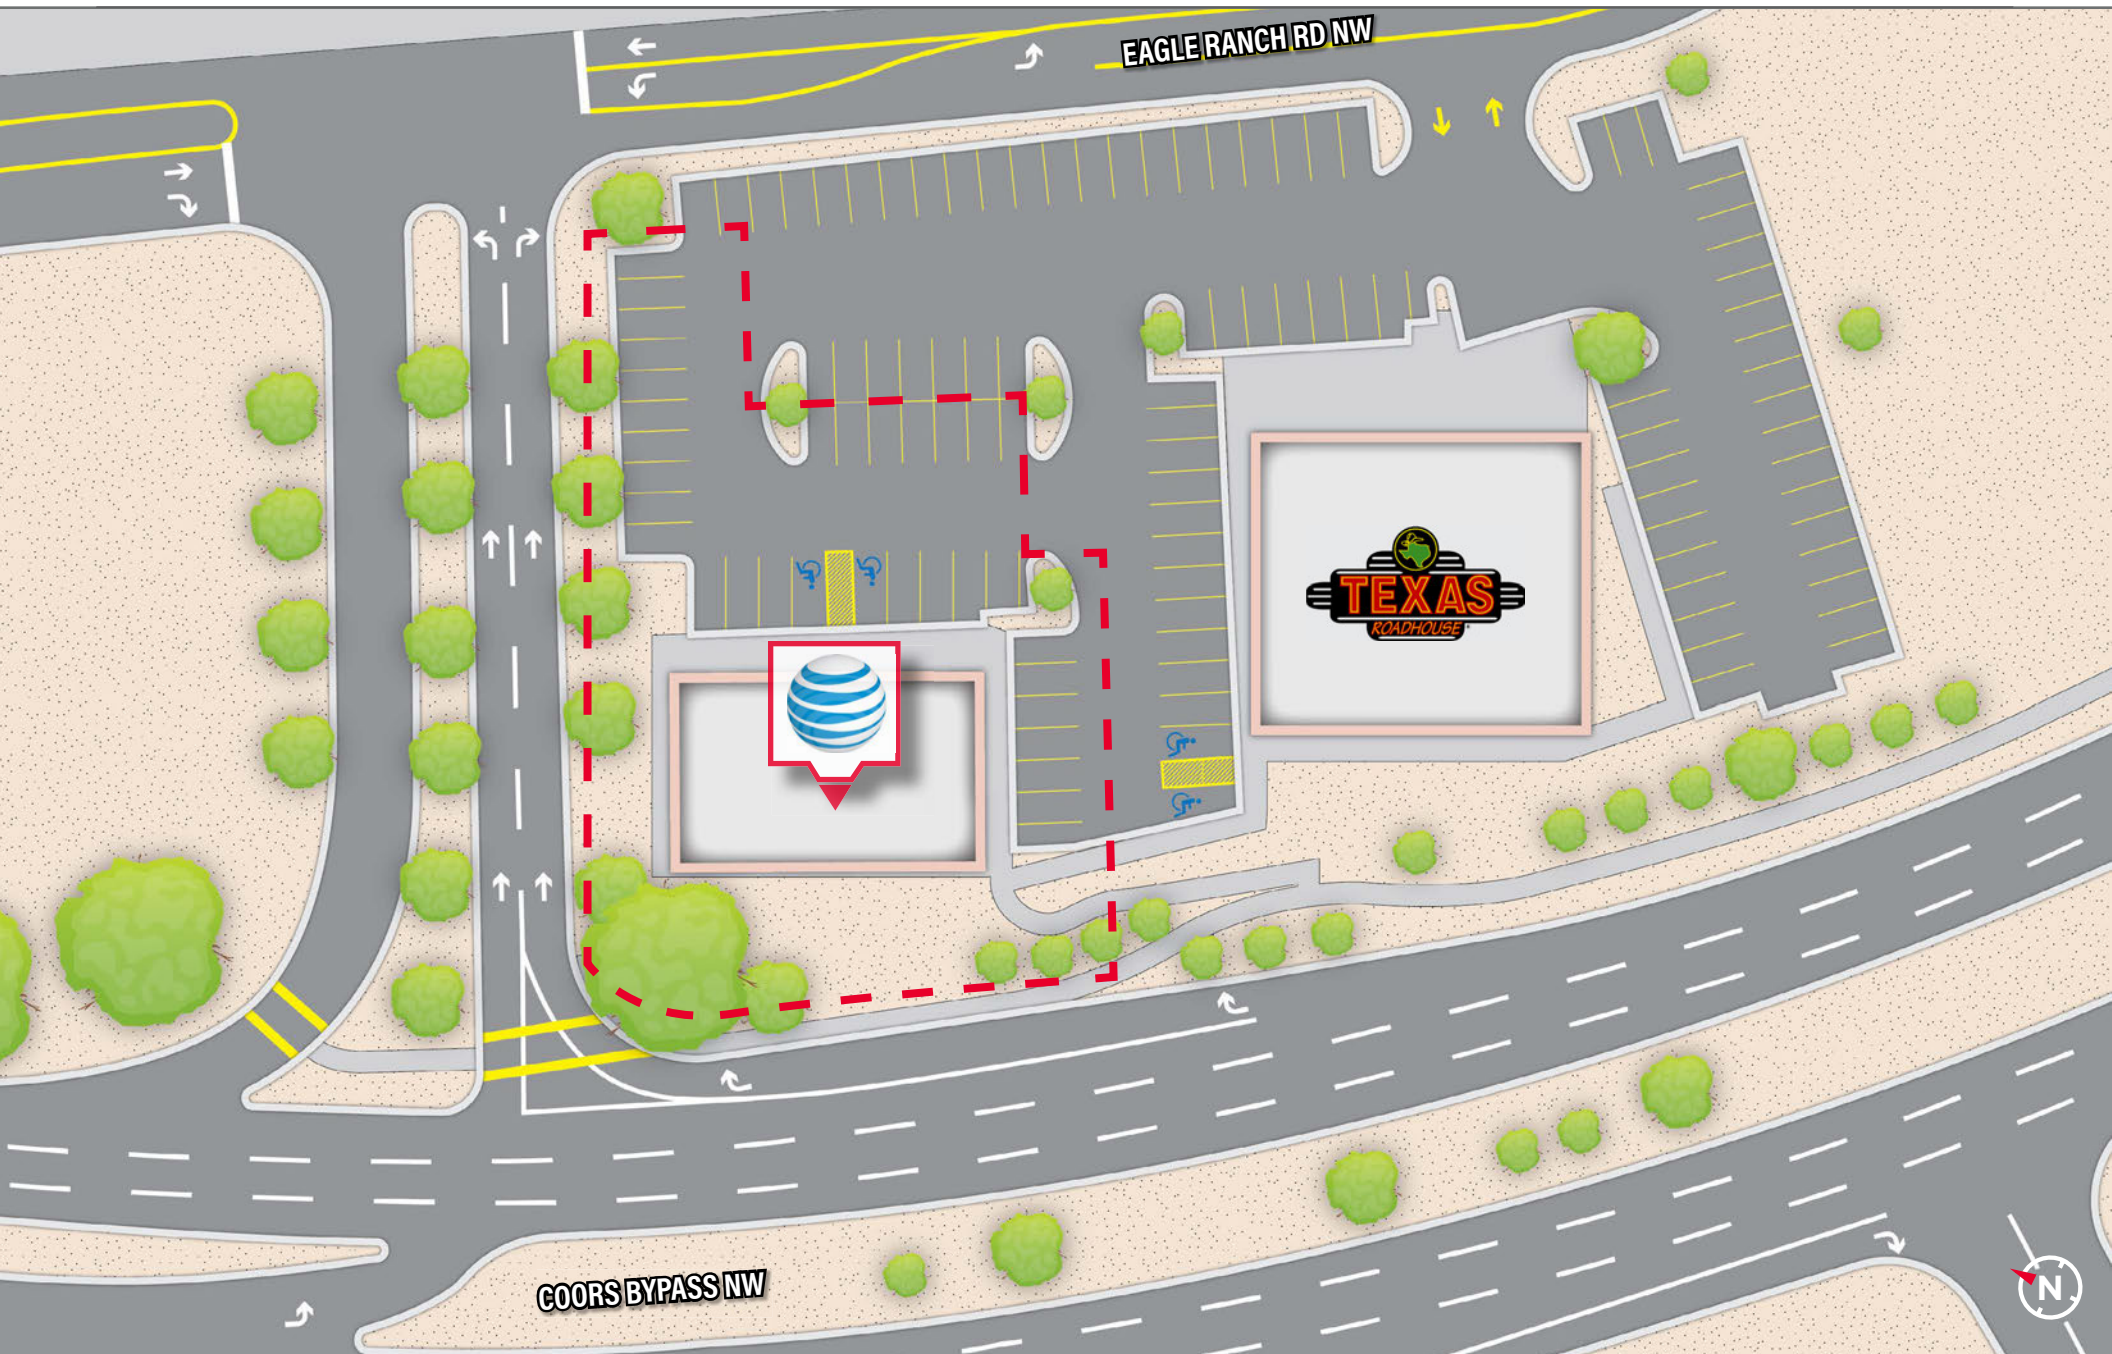 EAGLE RANCH RD NW
TEXAS
ROADHOUSE
COORS BYPASS NW
N